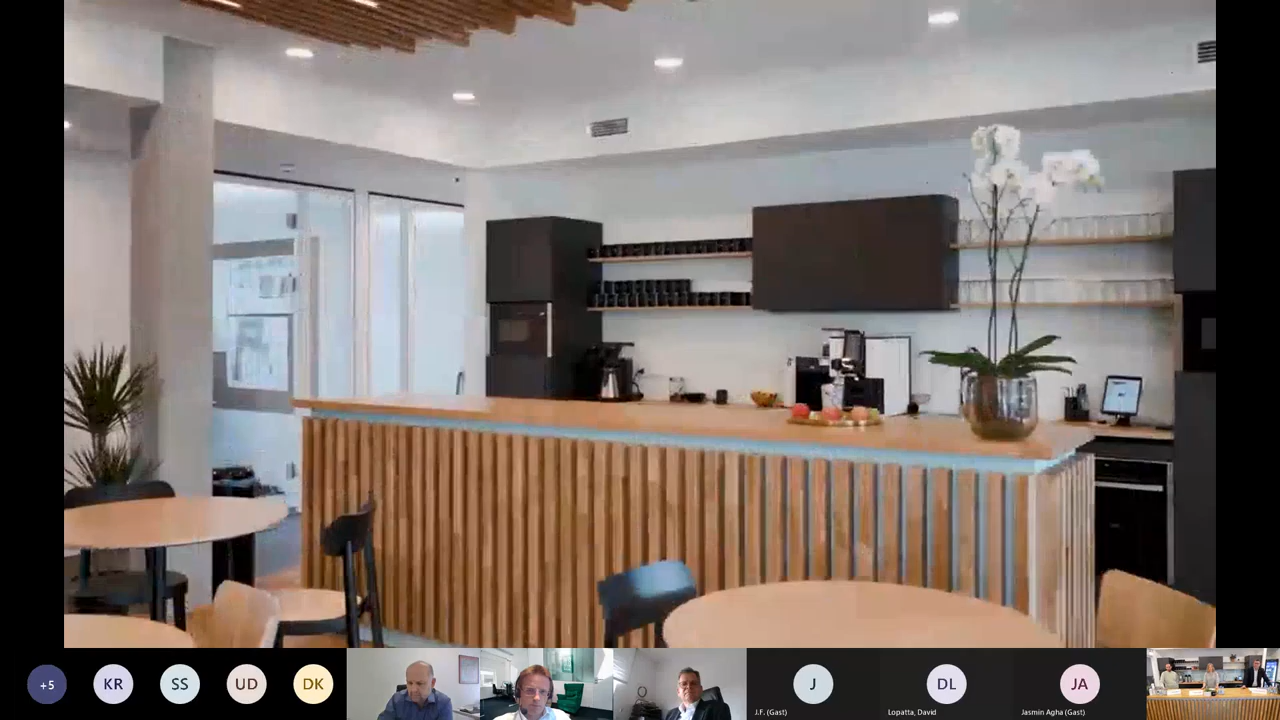 +5
KR
SS
UD
DK
J
J.F. (Gast)
DL
Lopatta, David
JA
Jasmin Agha (Gast)